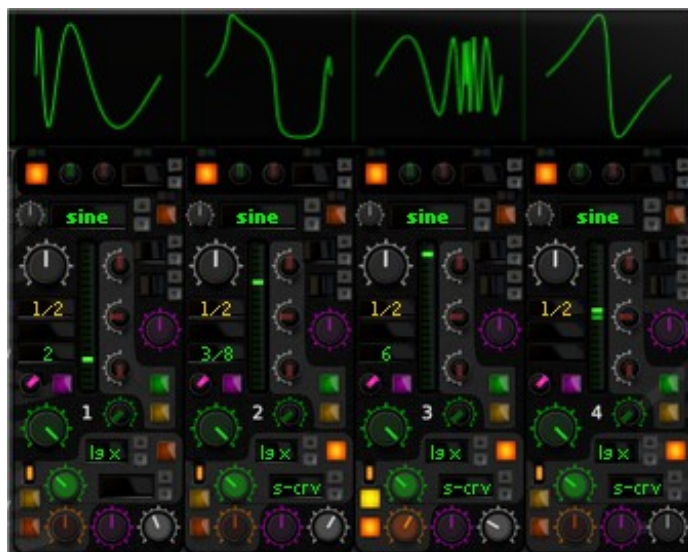 sine sine sine sine
1/2 1/2 1/2 1/2
2 3/8 6
1 2 3 4
lg x lg x lg x lg x
s-crv s-crv s-crv